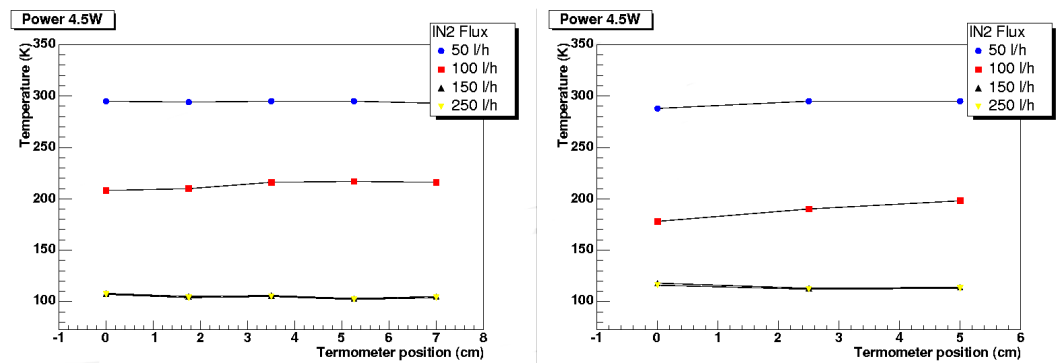 Power 4.5W
Temperature (K)
350
300
250
200
150
100
IN2 Flux
50 l/h
100 l/h
150 l/h
250 l/h
-1 0 1 2 3 4 5 6 7 8
Termometer position (cm)
Power 4.5W
Temperature (K)
350
300
250
200
150
100
IN2 Flux
50 l/h
100 l/h
150 l/h
250 l/h
-1 0 1 2 3 4 5 6
Termometer position (cm)